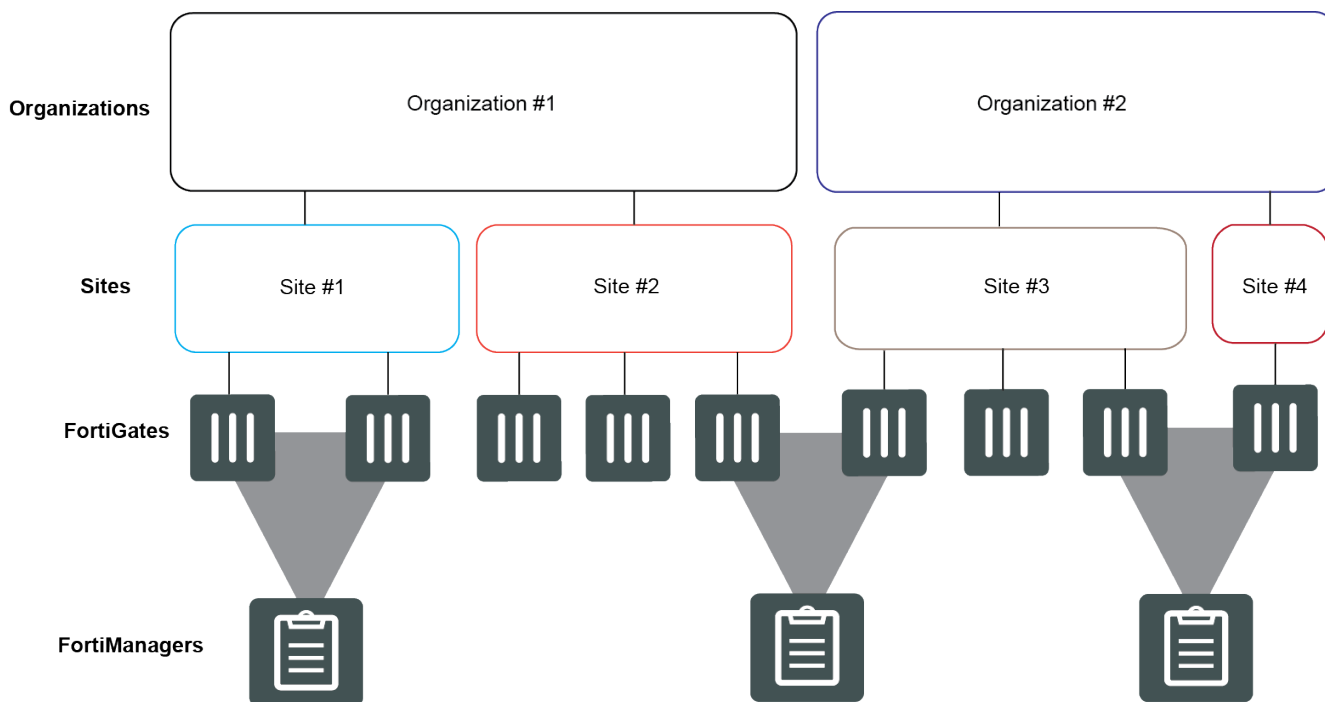 Organizations
Organization #1
Organization #2
Sites
Site #1
Site #2
Site #3
Site #4
FortiGates
FortiManagers